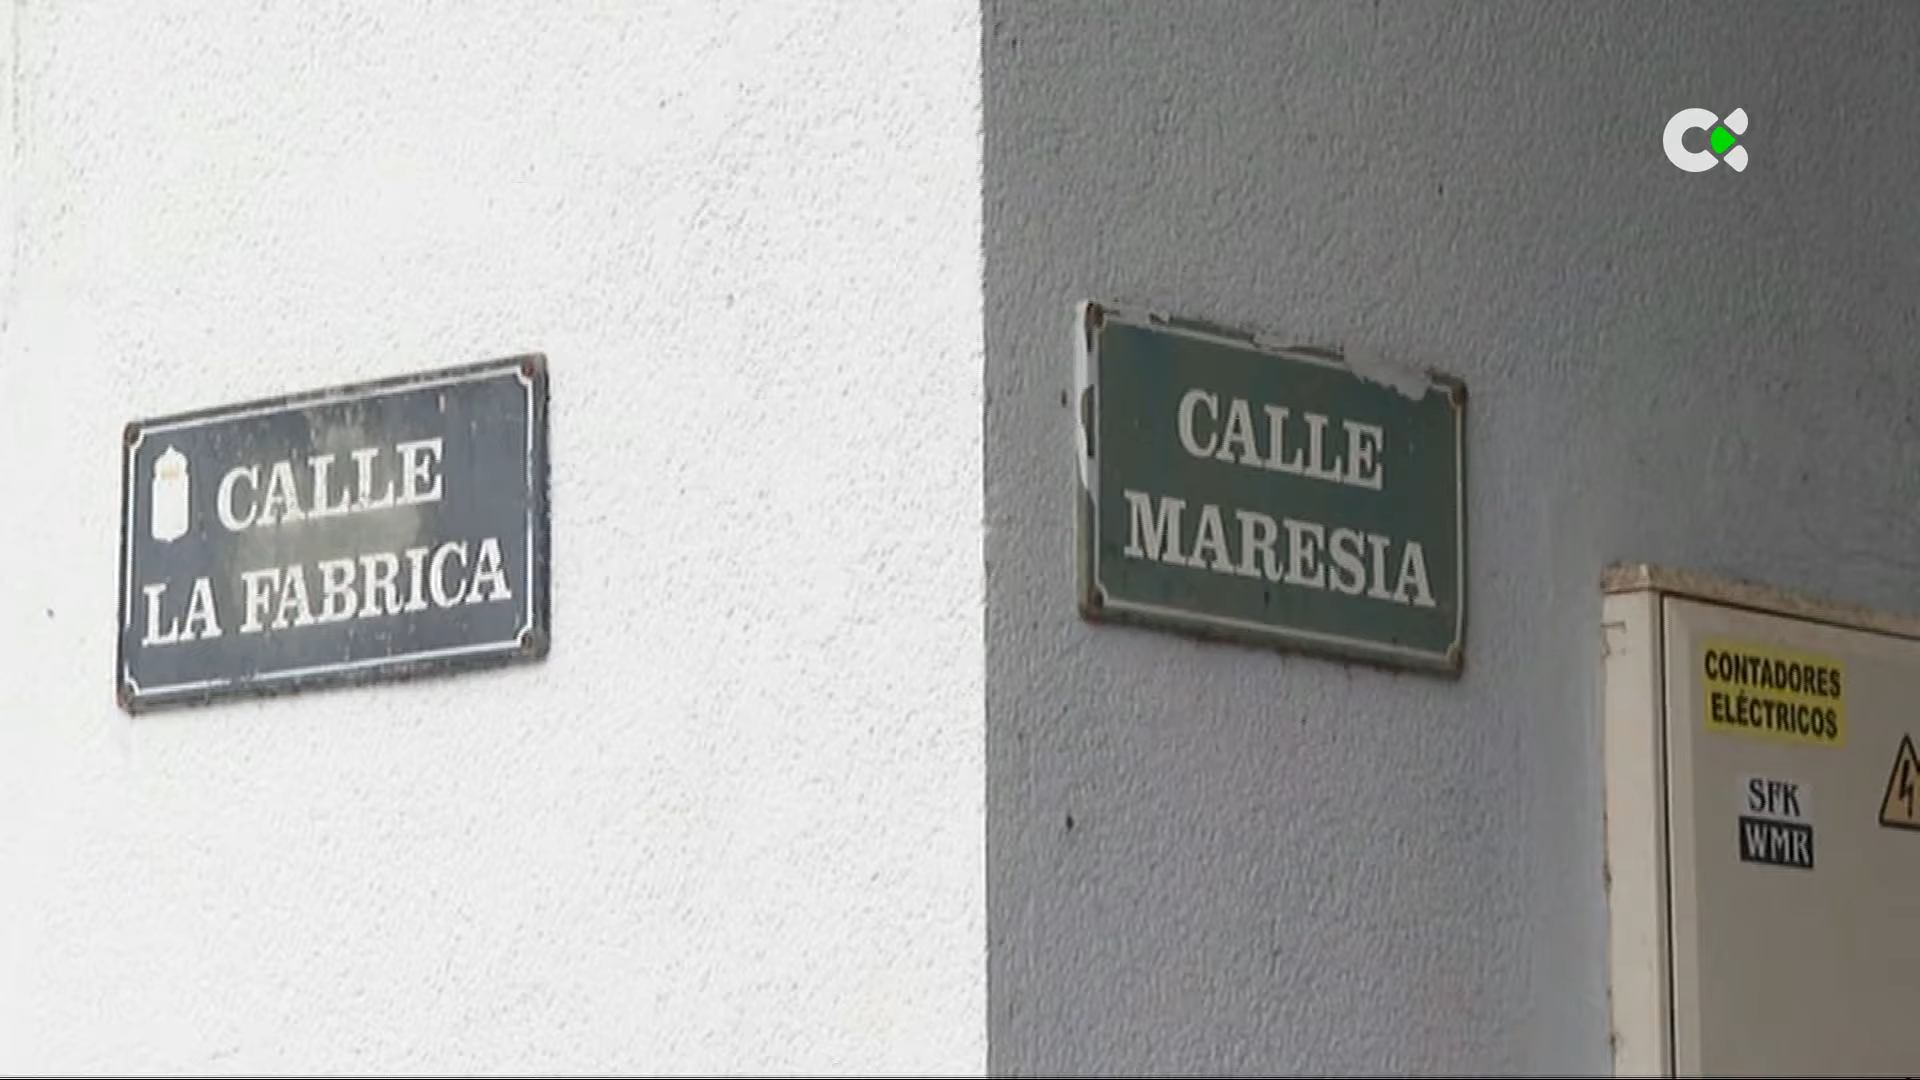 CALLE
LA FABRICA
CALLE
MARESIA
CONTADORES
ELÉCTRICOS
SFK
WMR